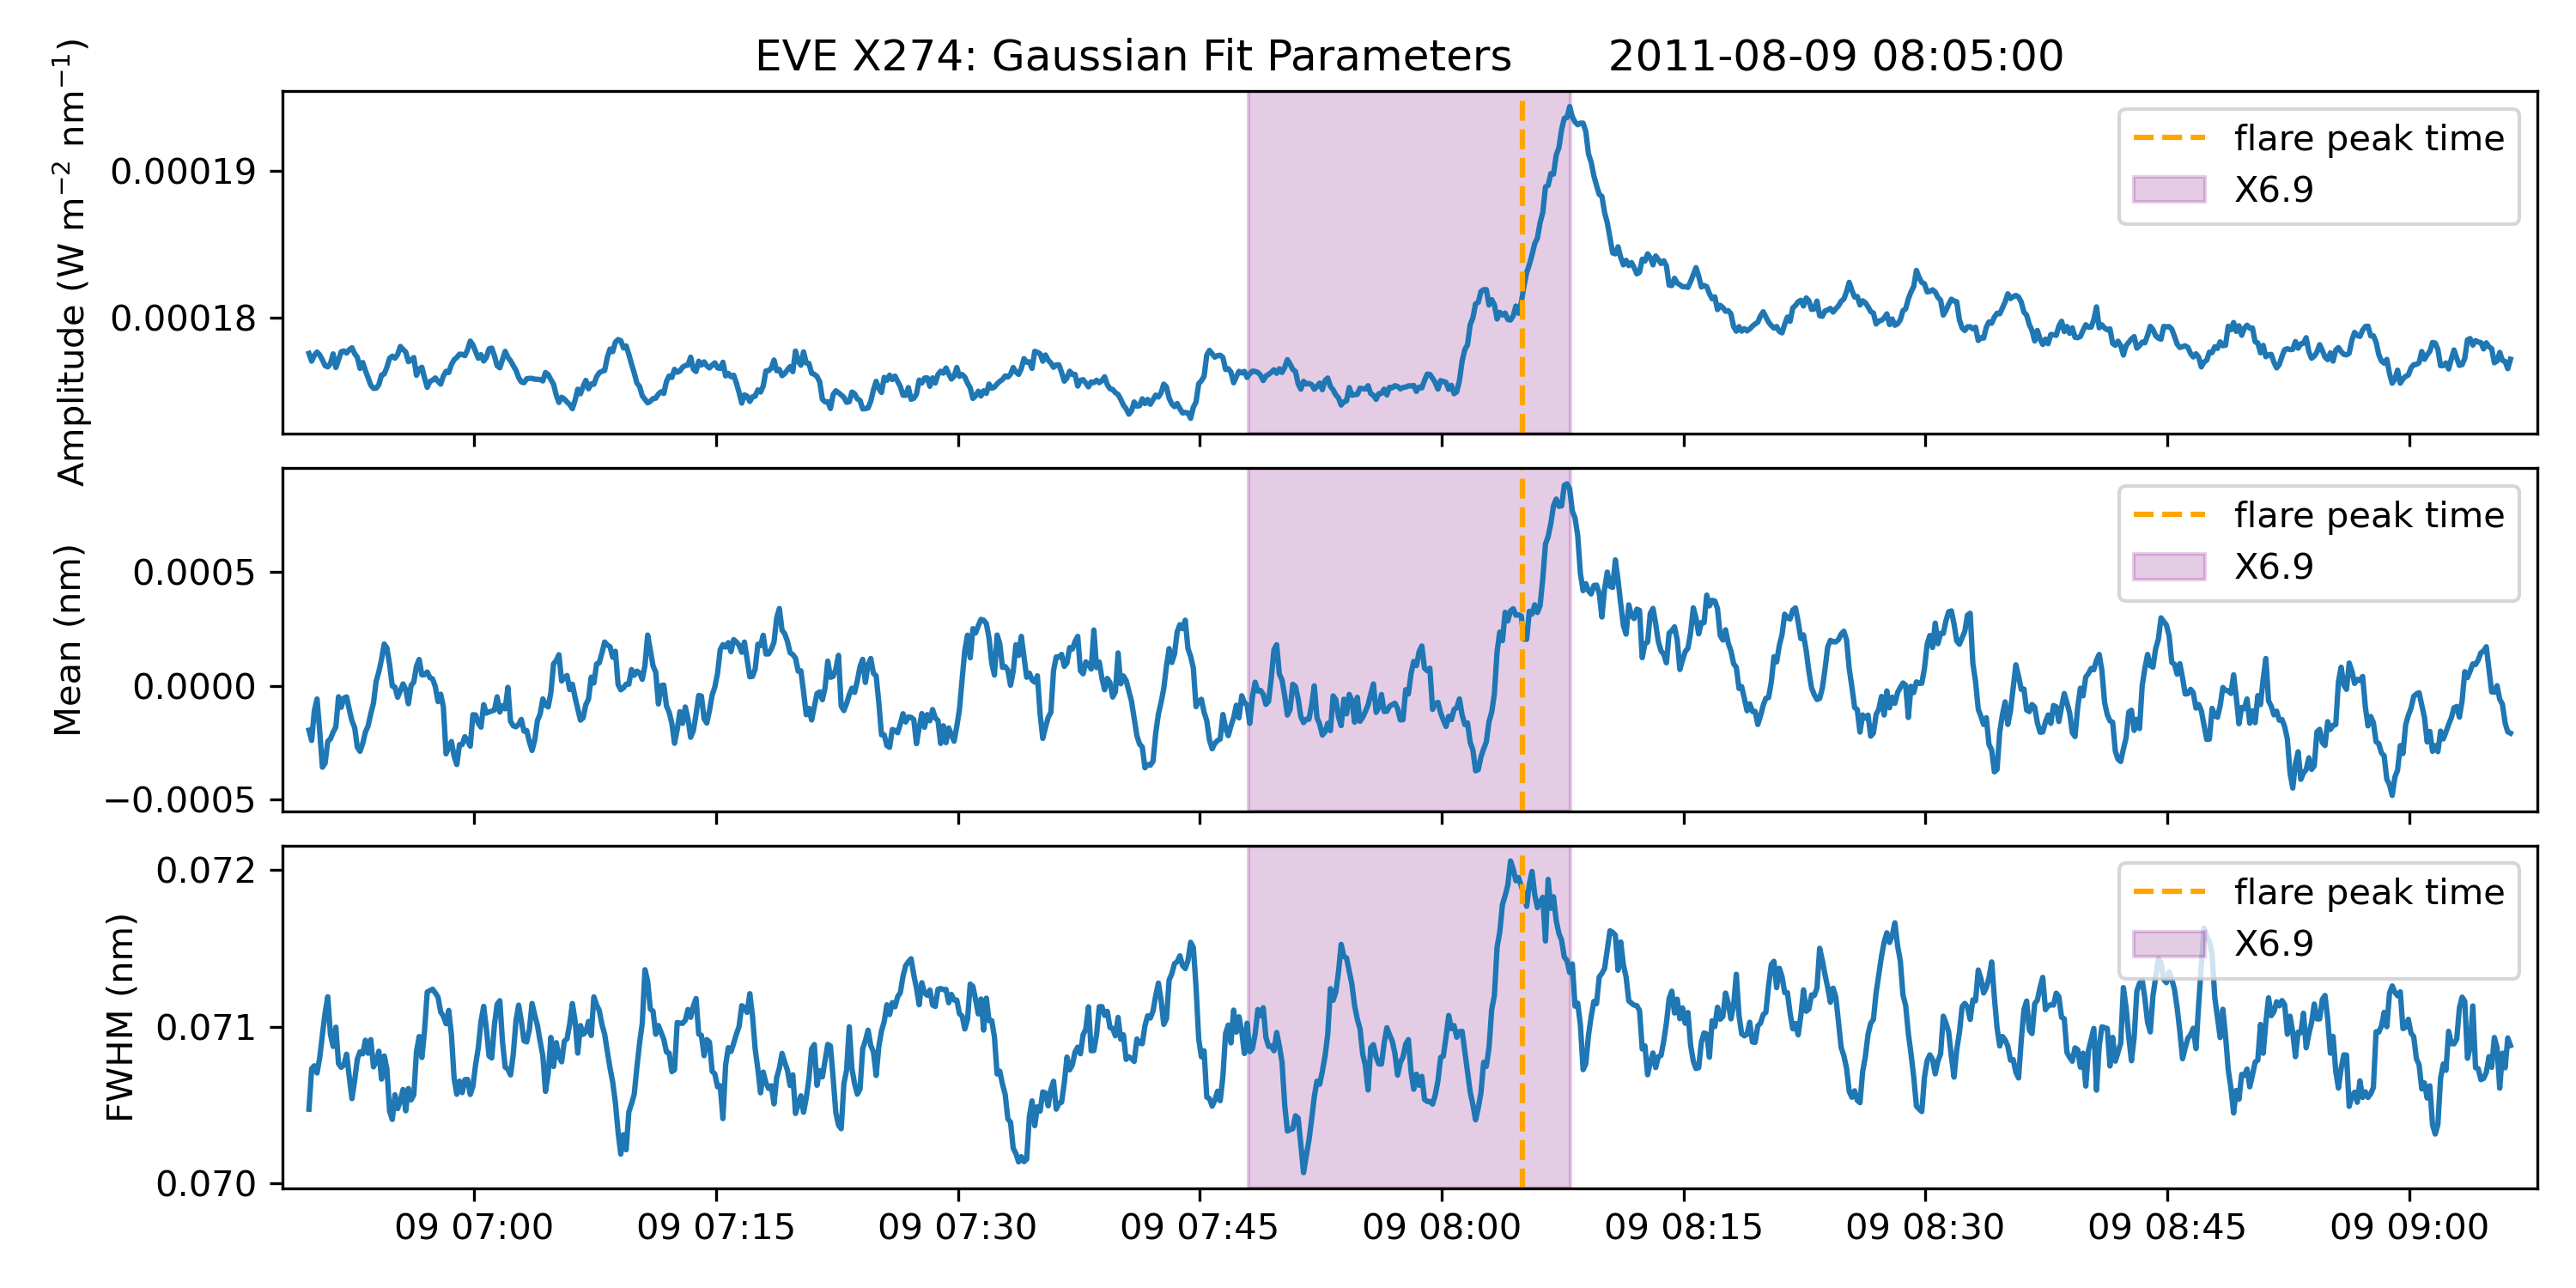 EVE X274: Gaussian Fit Parameters 2011-08-09 08:05:00
Amplitude (W m⁻² nm⁻¹)
0.00019
0.00018
flare peak time
X6.9
Mean (nm)
0.0005
0.0000
−0.0005
flare peak time
X6.9
FWHM (nm)
0.072
0.071
0.070
flare peak time
X6.9
09 07:00 09 07:15 09 07:30 09 07:45 09 08:00 09 08:15 09 08:30 09 08:45 09 09:00